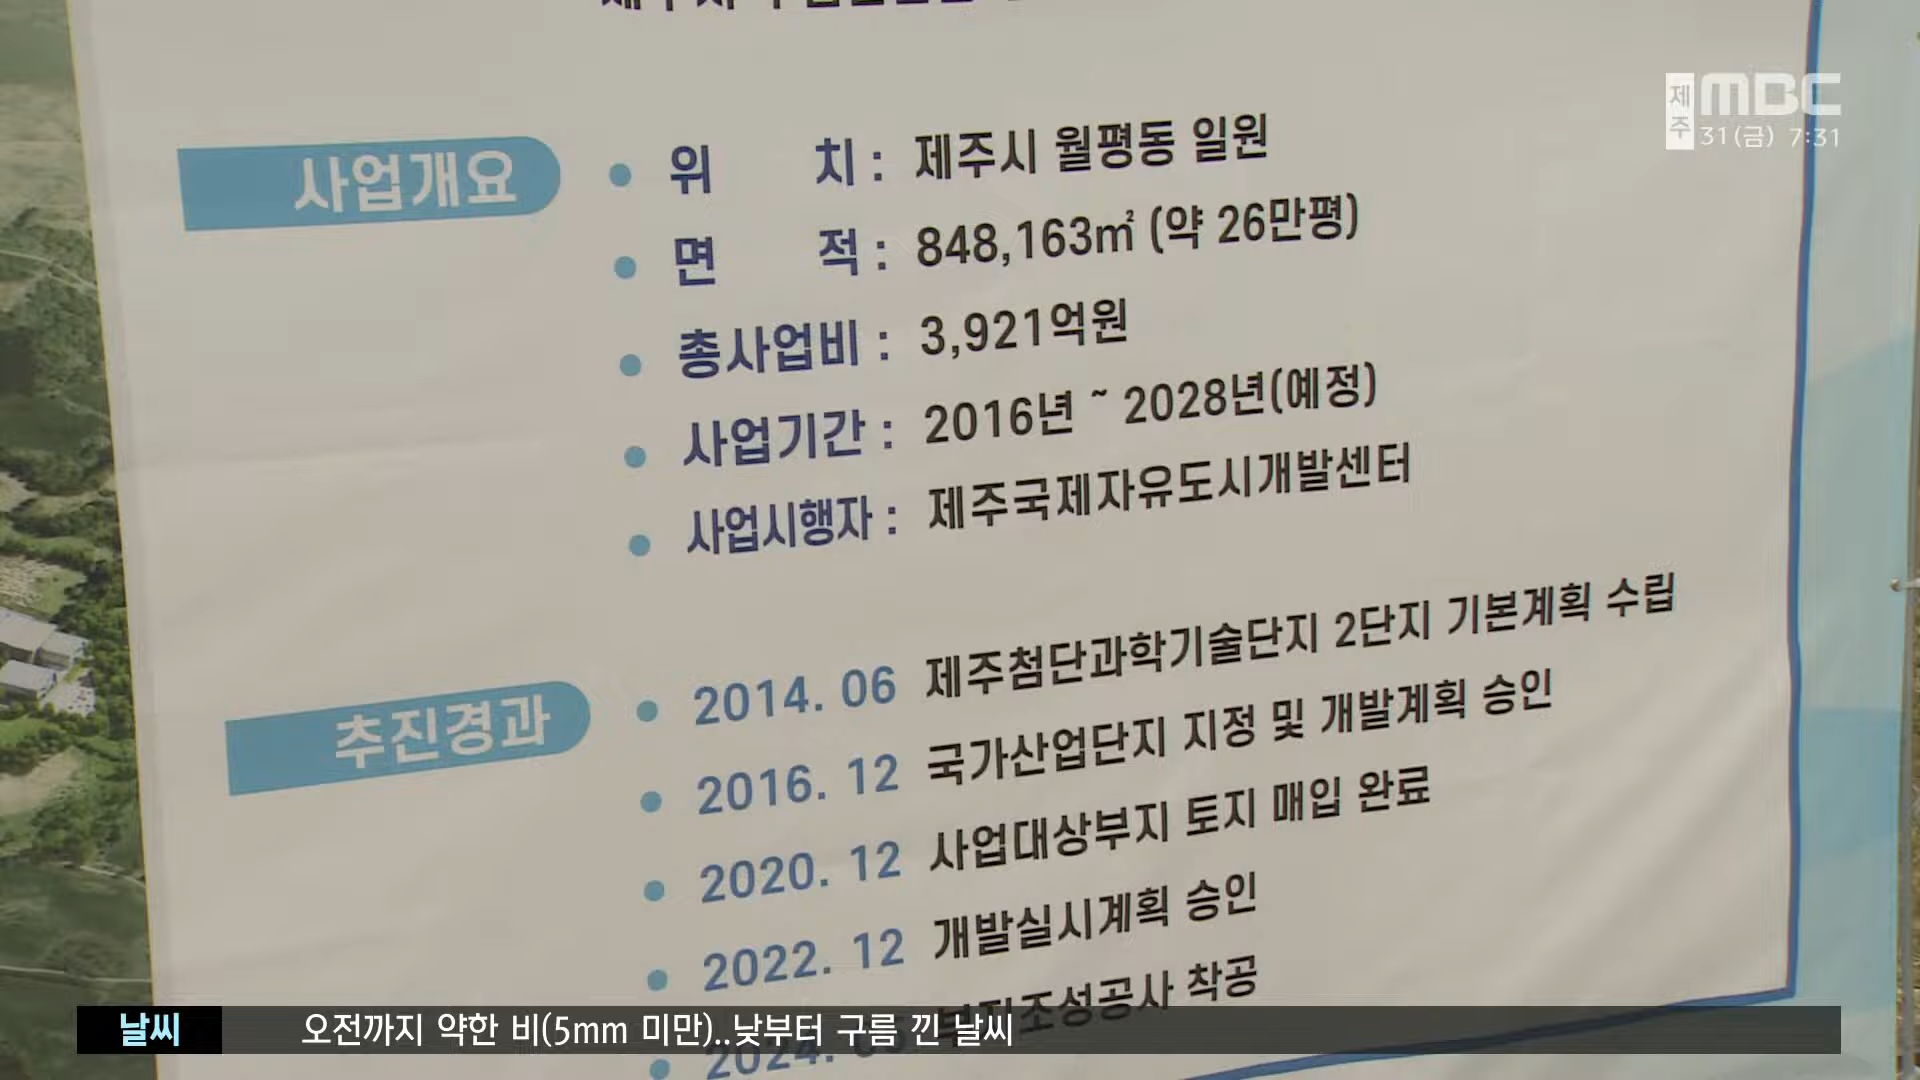 제주
MBC
31(금) 7:31
사업개요
위 치 : 제주시 월평동 일원
면 적 : 848,163㎡ (약 26만평)
총사업비 : 3,921억원
사업기간 : 2016년 ~ 2028년(예정)
사업시행자 : 제주국제자유도시개발센터
추진경과
2014. 06 제주첨단과학기술단지 2단지 기본계획 수립
2016. 12 국가산업단지 지정 및 개발계획 승인
2020. 12 사업대상부지 토지 매입 완료
2022. 12 개발실시계획 승인
2024. 조성공사 착공
날씨 오전까지 약한 비(5mm 미만)..낮부터 구름 낀 날씨